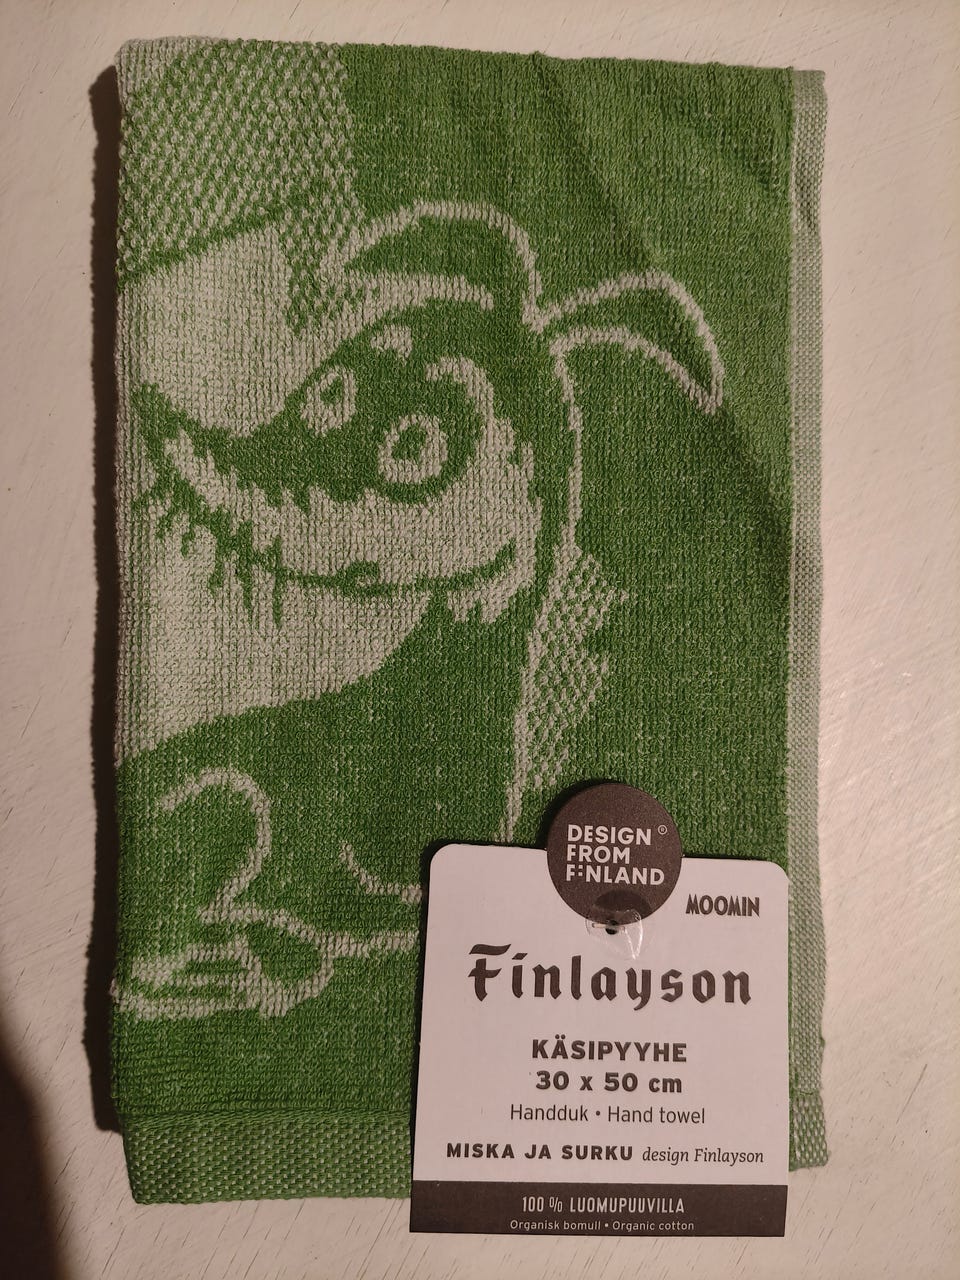 DESIGN ®
FROM
FINLAND
MOOMIN
Finlayson
KÄSIPYYHE
30 x 50 cm
Handduk • Hand towel
MISKA JA SURKU design Finlayson
100 % LUOMUPUUVILLA
Organisk bomull • Organic cotton